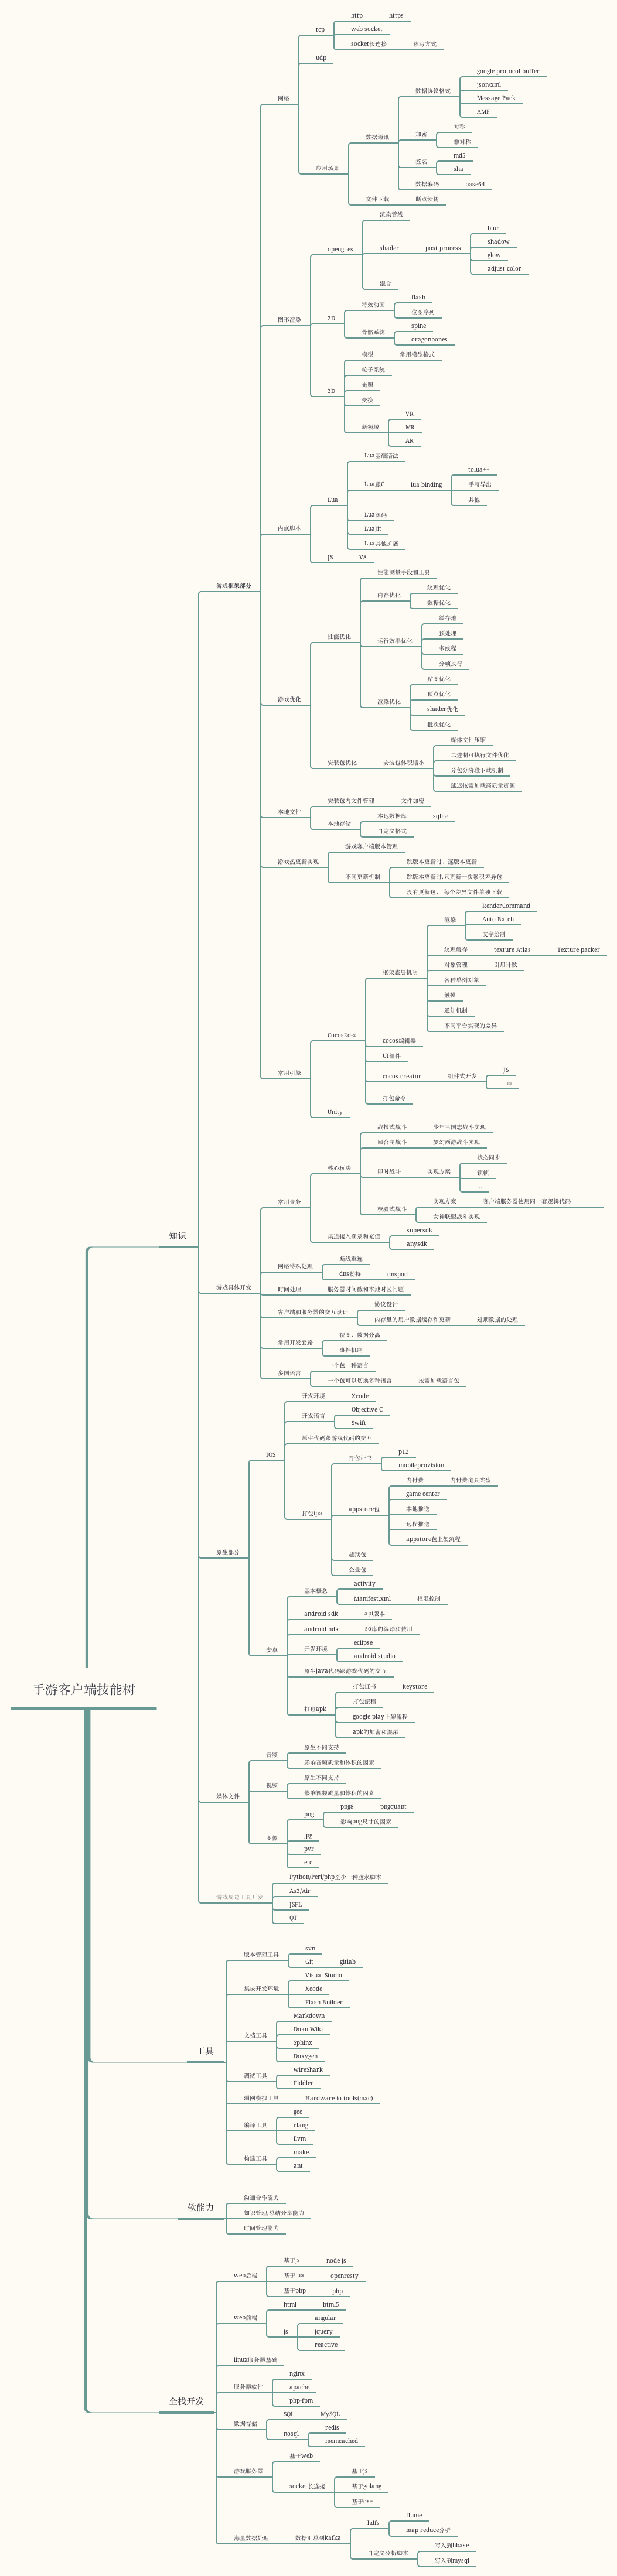 手游客户端技能树
知识
游戏框架部分
网络
tcp
http
https
web socket
socket长连接
读写方式
udp
应用场景
数据通讯
数据协议格式
google protocol buffer
json/xml
Message Pack
AMF
加密
对称
非对称
签名
md5
sha
数据编码
base64
文件下载
断点续传
图形渲染
opengl es
渲染管线
shader
post process
blur
shadow
glow
adjust color
混合
2D
特效动画
flash
位图序列
骨骼系统
spine
dragonbones
3D
模型
常用模型格式
粒子系统
光照
变换
新领域
VR
MR
AR
内嵌脚本
Lua
Lua基础语法
Lua跟C
lua binding
tolua++
手写导出
其他
Lua源码
LuaJit
Lua其他扩展
JS
V8
游戏优化
性能优化
性能测量手段和工具
内存优化
纹理优化
数据优化
运行效率优化
缓存池
预处理
多线程
分帧执行
渲染优化
贴图优化
顶点优化
shader优化
批次优化
安装包优化
安装包体积缩小
媒体文件压缩
二进制可执行文件优化
分包分阶段下载机制
延迟按需加载高质量资源
本地文件
安装包内文件管理
文件加密
本地存储
本地数据库
sqlite
自定义格式
游戏热更新实现
游戏客户端版本管理
不同更新机制
跳版本更新时，逐版本更新
跳版本更新时,只更新一次累积差异包
没有更新包，每个差异文件单独下载
常用引擎
Cocos2d-x
框架底层机制
渲染
RenderCommand
Auto Batch
文字绘制
纹理缓存
texture Atlas
Texture packer
对象管理
引用计数
各种单例对象
触摸
通知机制
不同平台实现的差异
cocos编辑器
UI组件
cocos creator
组件式开发
JS
lua
打包命令
Unity
游戏具体开发
常用业务
核心玩法
战报式战斗
少年三国志战斗实现
回合制战斗
梦幻西游战斗实现
即时战斗
实现方案
状态同步
锁帧
...
校验式战斗
实现方案
客户端服务器使用同一套逻辑代码
女神联盟战斗实现
渠道接入登录和充值
supersdk
anysdk
网络特殊处理
断线重连
dns劫持
dnspod
时间处理
服务器时间戳和本地时区问题
客户端和服务器的交互设计
协议设计
内存里的用户数据缓存和更新
过期数据的处理
常用开发套路
视图、数据分离
事件机制
多国语言
一个包一种语言
一个包可以切换多种语言
按需加载语言包
原生部分
IOS
开发环境
Xcode
开发语言
Objective C
Swift
原生代码跟游戏代码的交互
打包ipa
打包证书
p12
mobileprovision
appstore包
内付费
内付费道具类型
game center
本地推送
远程推送
appstore包上架流程
越狱包
企业包
安卓
基本概念
activity
Manifest.xml
权限控制
android sdk
api版本
android ndk
so库的编译和使用
开发环境
eclipse
android studio
原生java代码跟游戏代码的交互
打包apk
打包证书
keystore
打包流程
google play上架流程
apk的加密和混淆
媒体文件
音频
原生不同支持
影响音频质量和体积的因素
视频
原生不同支持
影响视频质量和体积的因素
图像
png
png8
pngquant
影响png尺寸的因素
jpg
pvr
etc
游戏周边工具开发
Python/Perl/php至少一种胶水脚本
As3/Air
JSFL
QT
工具
版本管理工具
svn
Git
gitlab
集成开发环境
Visual Studio
Xcode
Flash Builder
文档工具
Markdown
Doku Wiki
Sphinx
Doxygen
调试工具
wireShark
Fiddler
弱网模拟工具
Hardware io tools(mac)
编译工具
gcc
clang
llvm
构建工具
make
ant
软能力
沟通合作能力
知识管理,总结分享能力
时间管理能力
全栈开发
web后端
基于js
node js
基于lua
openresty
基于php
php
web前端
html
html5
js
angular
jquery
reactive
linux服务器基础
服务器软件
nginx
apache
php-fpm
数据存储
SQL
MySQL
nosql
redis
memcached
游戏服务器
基于web
socket长连接
基于js
基于golang
基于c++
海量数据处理
数据汇总到kafka
hdfs
flume
map reduce分析
自定义分析脚本
写入到hbase
写入到mysql